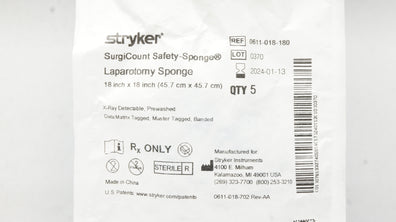 stryker®
REF 0611-018-180
SurgiCount Safety-Sponge®
LOT 0370
Laparotomy Sponge
2024-01-13
18 inch x 18 inch (45.7 cm x 45.7 cm)
QTY 5
X-Ray Detectable, Prewashed
Data Matrix Tagged, Master Tagged, Banded
Rx ONLY
STERILE R
Manufactured for
Stryker Instruments
4100 E. Milham
Kalamazoo, MI 49001 USA
(269) 323-7700 (800) 253-3210
Made in China
www.stryker.com/patents
0611-018-702 Rev-AA